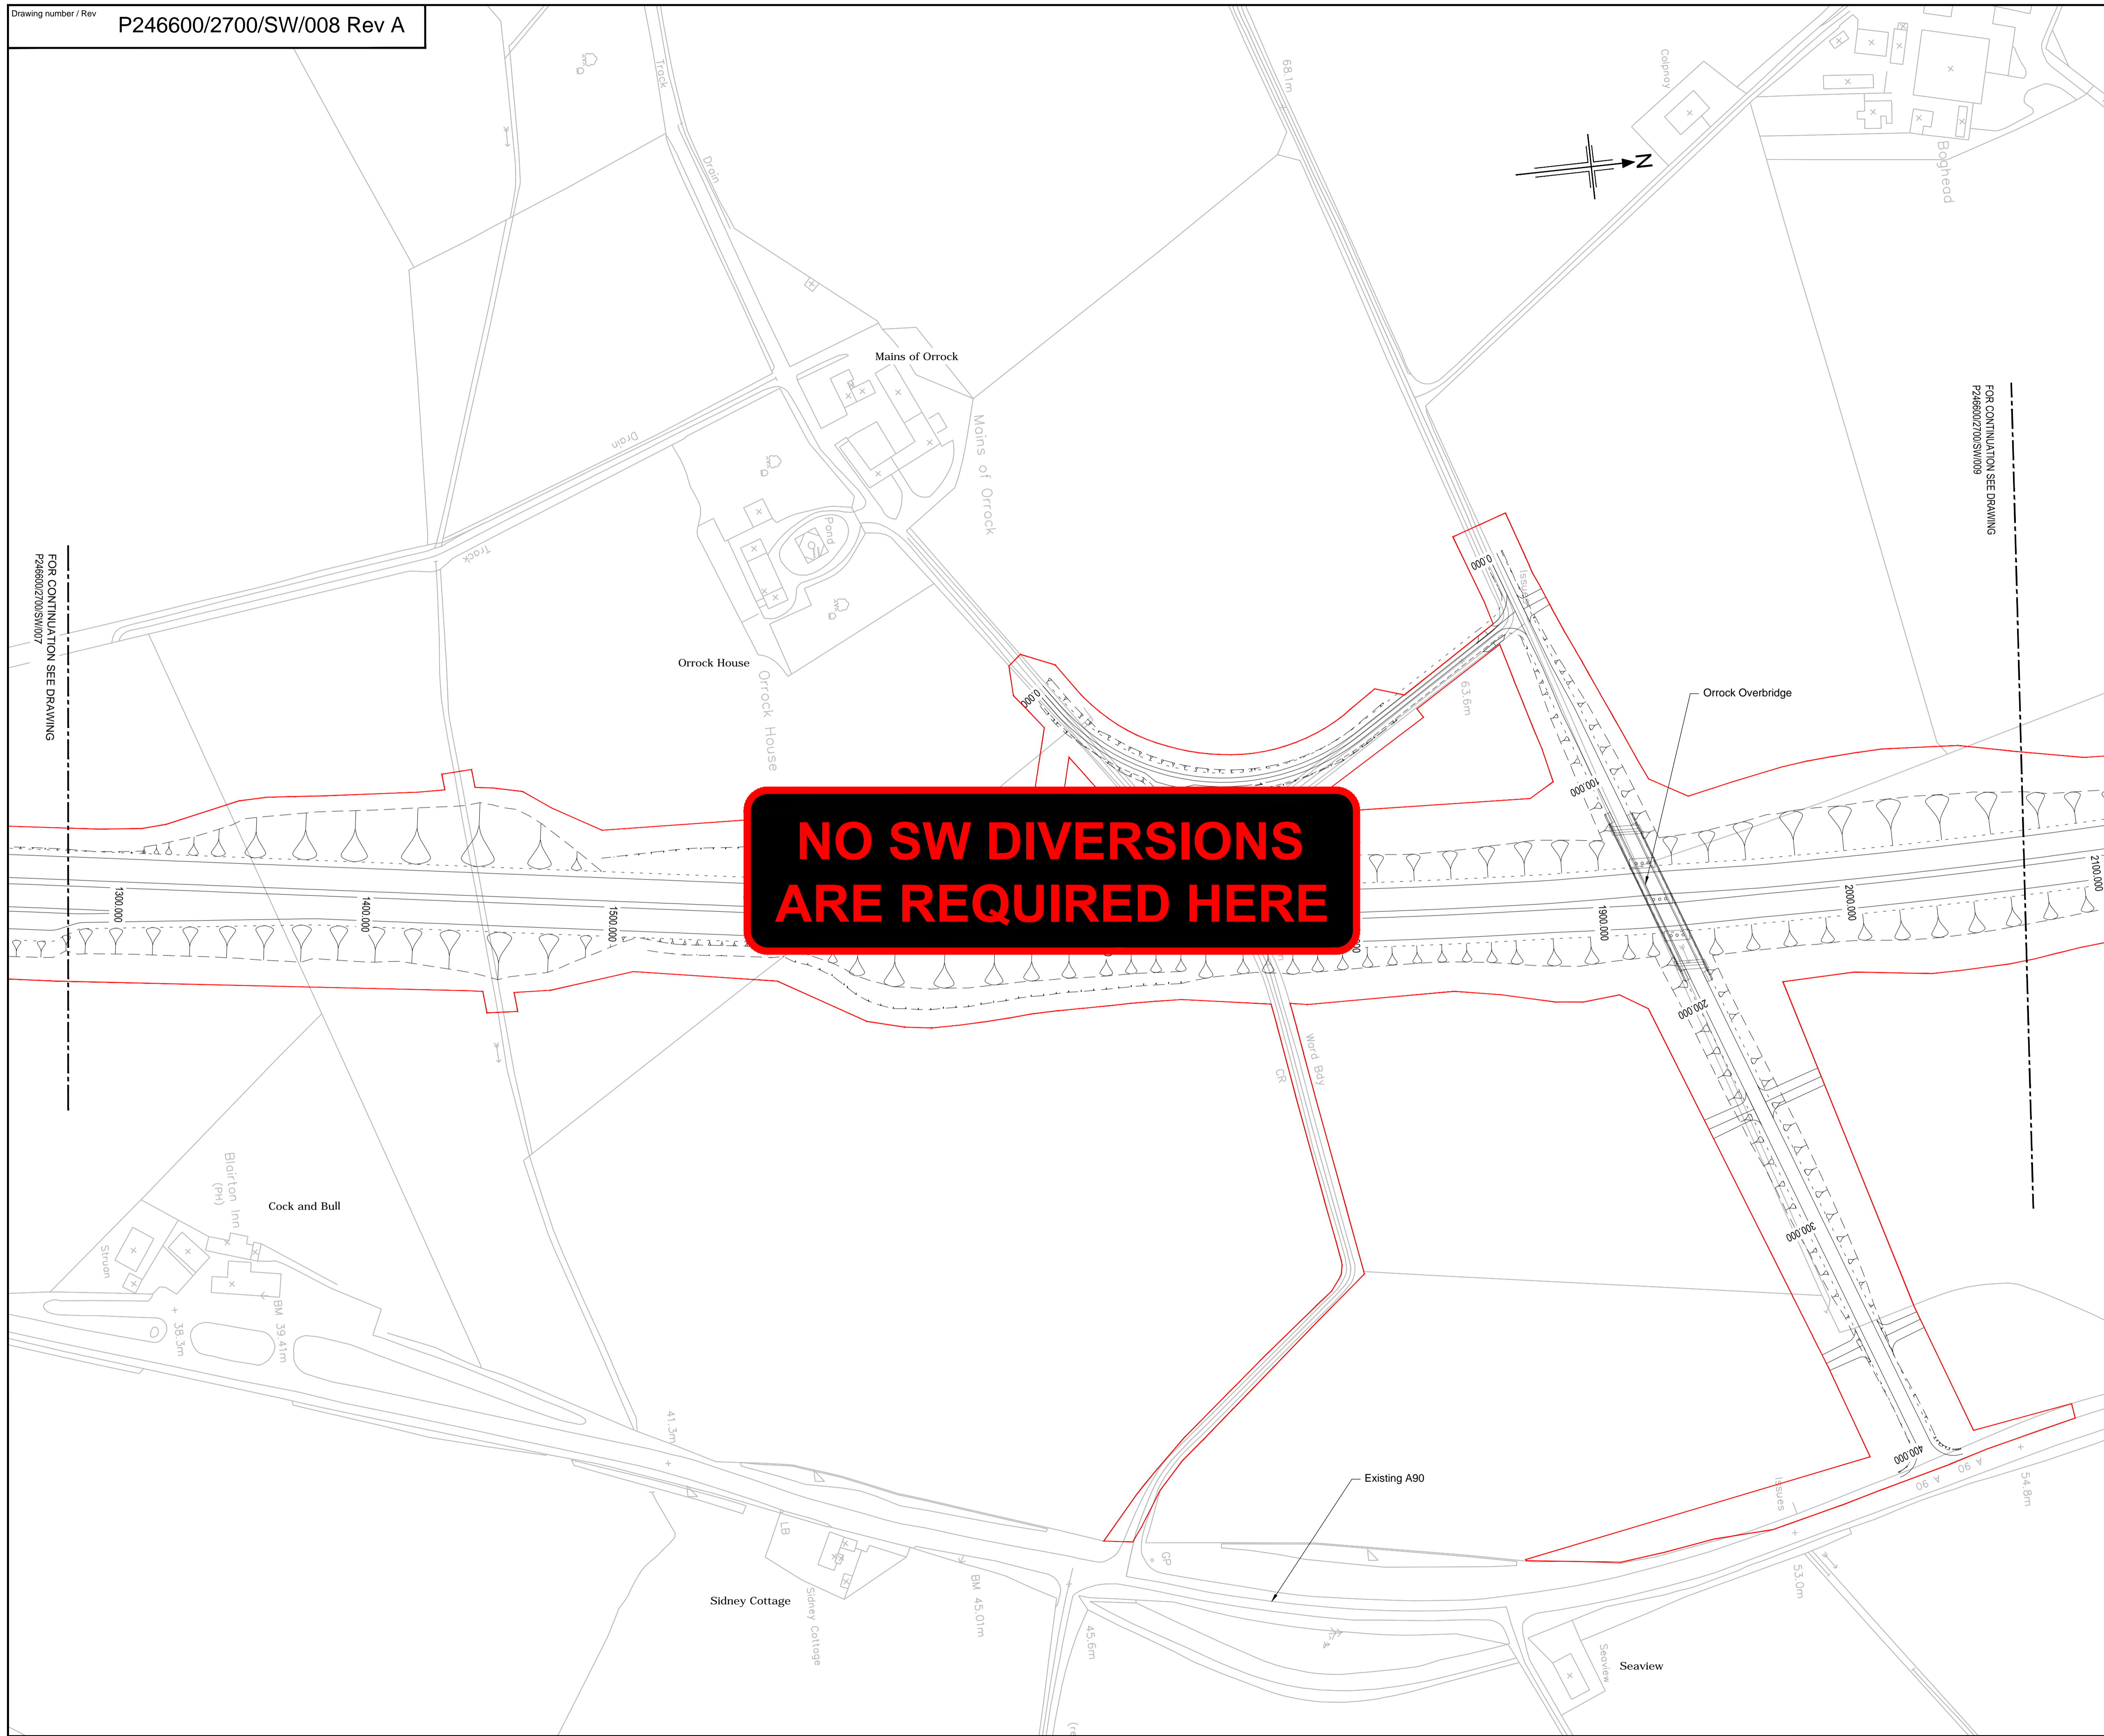 Drawing number / Rev
P246600/2700/SW/008 Rev A
Track
Drain
68.1m
Colpnay
Boghead
N
Mains of Orrock
Mains of Orrock
Drain
Track
Pond
Orrock House
Orrock House
FOR CONTINUATION SEE DRAWING
P246600/2700/SW/007
FOR CONTINUATION SEE DRAWING
P246600/2700/SW/009
0.000
Issues
0.000
63.6m
Orrock Overbridge
100.000
NO SW DIVERSIONS
ARE REQUIRED HERE
1300.000
1400.000
1500.000
1900.000
2000.000
2100.000
200.000
Ward Bdy
CR
300.000
400.000
Blairton Inn
(PH)
Cock and Bull
Struan
BM 39.41m
38.3m
41.3m
Existing A90
A 90
A 90
54.8m
Issues
53.0m
LB
GP
Sidney Cottage
Sidney Cottage
BM 45.01m
45.6m
Seaview
Seaview